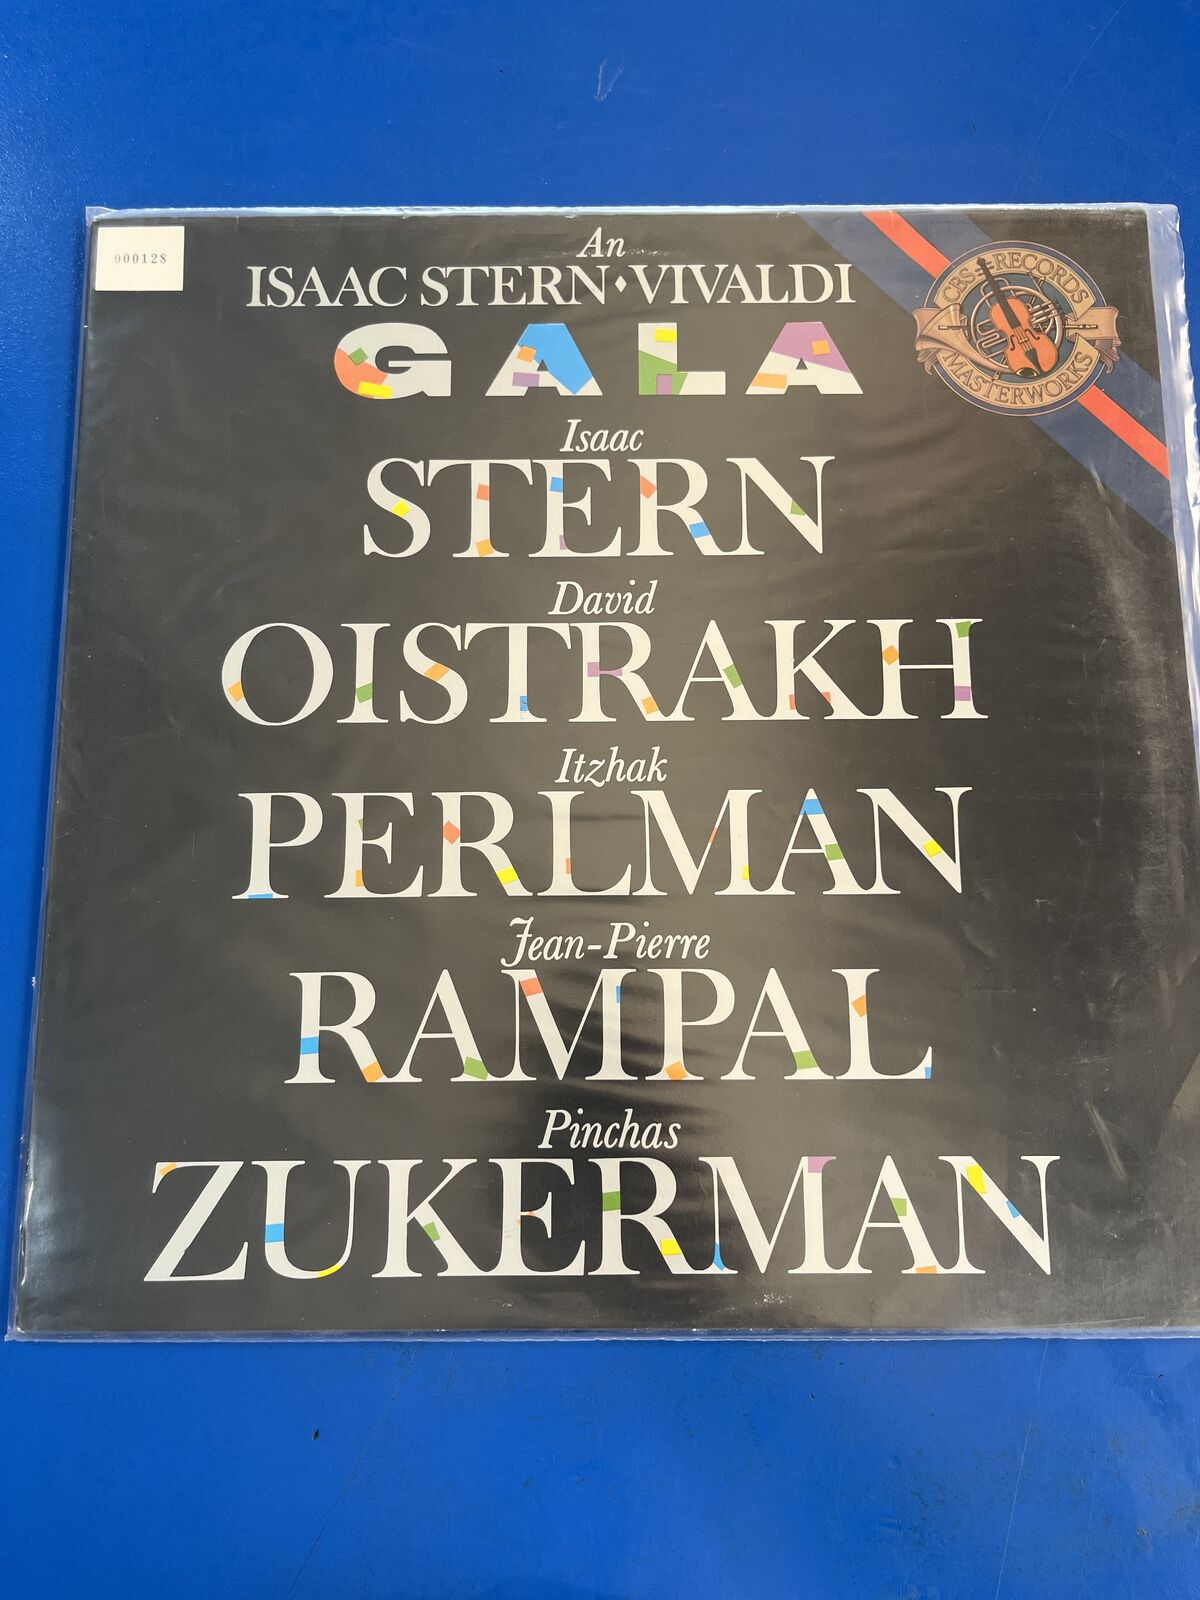 000128
An
ISAAC STERN♦VIVALDI
GALA
CBS RECORDS
MASTERWORKS
Isaac
STERN
David
OISTRAKH
Itzhak
PERLMAN
Jean-Pierre
RAMPAL
Pinchas
ZUKERMAN